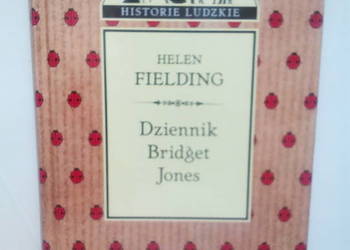 HISTORIE LUDZKIE
HELEN
FIELDING
Dziennik
Bridget
Jones